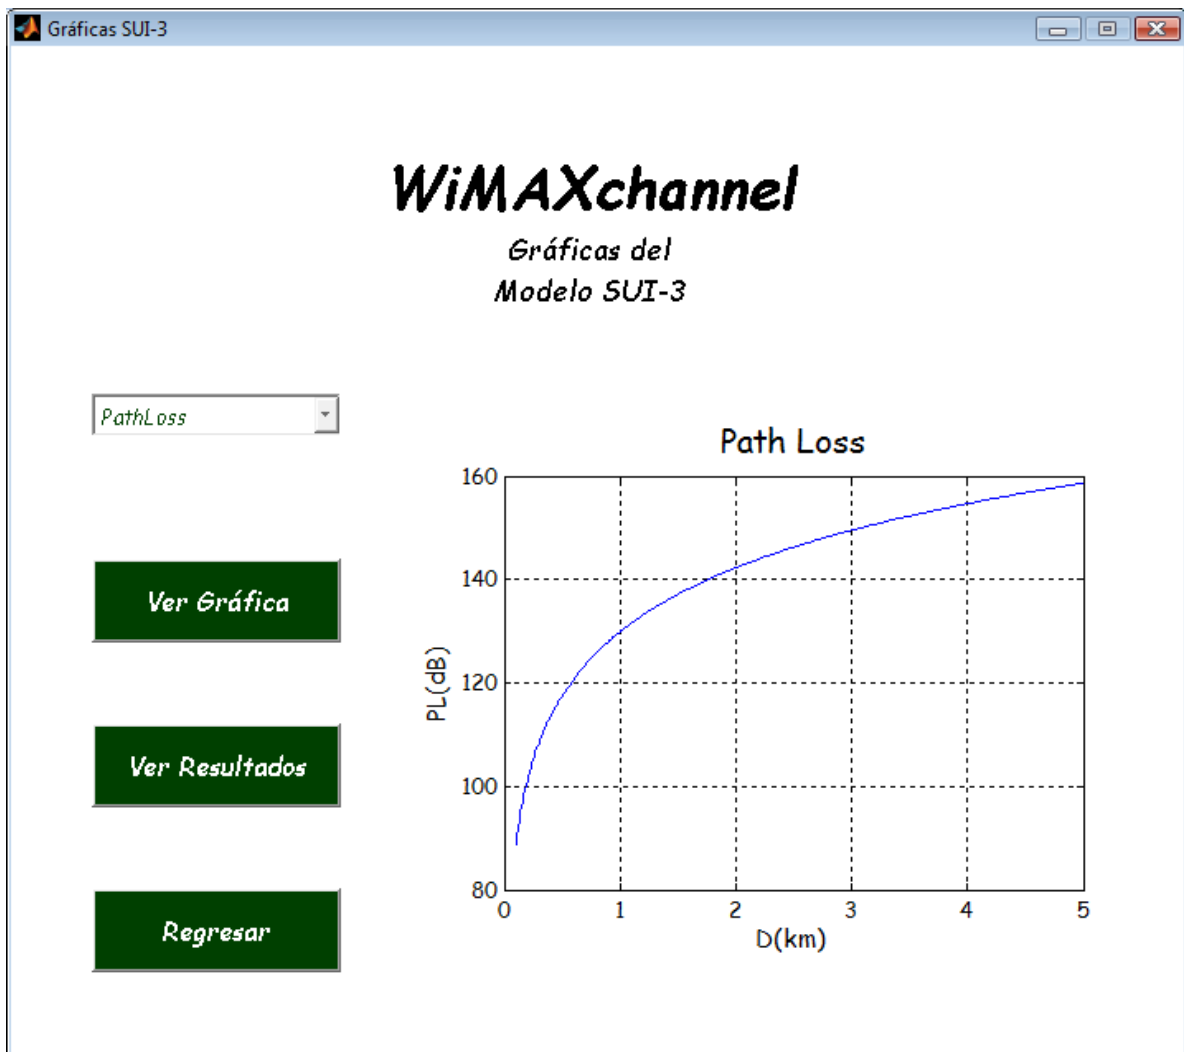 Gráficas SUI-3
WiMAXchannel
Gráficas del
Modelo SUI-3
PathLoss
Ver Gráfica
Ver Resultados
Regresar
Path Loss
160
140
120
100
80
PL(dB)
0 1 2 3 4 5
D(km)